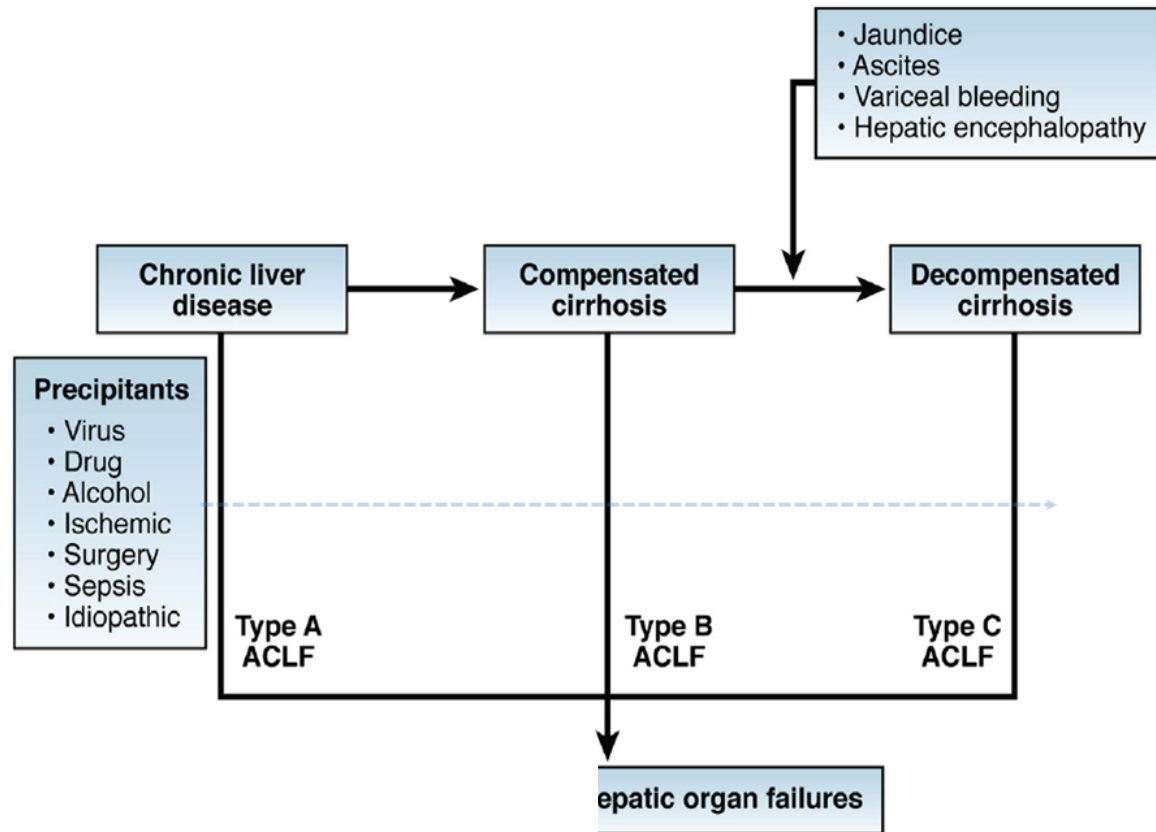 • Jaundice
• Ascites
• Variceal bleeding
• Hepatic encephalopathy
Chronic liver
disease
Compensated
cirrhosis
Decompensated
cirrhosis
Precipitants
• Virus
• Drug
• Alcohol
• Ischemic
• Surgery
• Sepsis
• Idiopathic
Type A
ACLF
Type B
ACLF
Type C
ACLF
organ failures